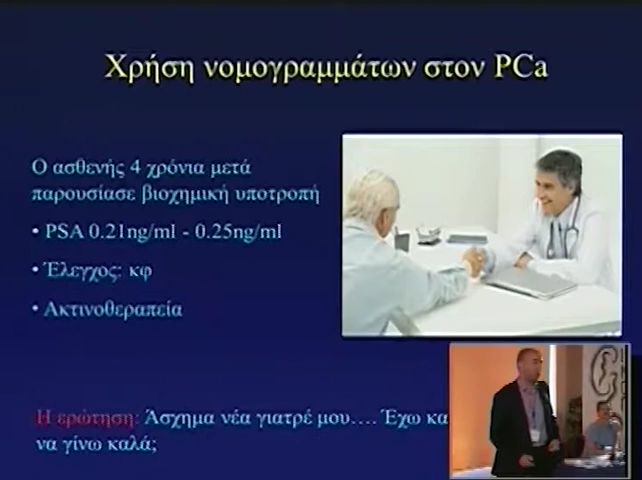 Χρήση νομογραμμάτων στον PCa
Ο ασθενής 4 χρόνια μετά
παρουσίασε βιοχημική υποτροπή
• PSA 0.21ng/ml - 0.25ng/ml
• Έλεγχος: κφ
• Ακτινοθεραπεία
Η ερώτηση: Άσχημα νέα γιατρέ μου…. Έχω
να γίνω καλά;